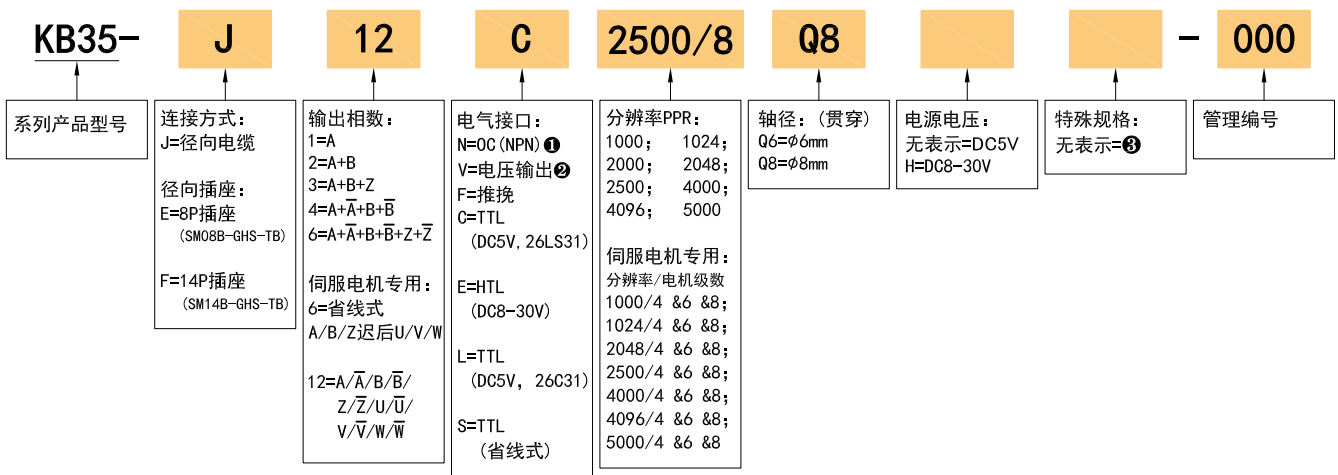 KB35- J 12 C 2500/8 Q8 - 000
系列产品型号
连接方式：
J=径向电缆
径向插座：
E=8P插座
(SM08B-GHS-TB)
F=14P插座
(SM14B-GHS-TB)
输出相数：
1=A
2=A+B
3=A+B+Z
4=A+A̅+B+B̅
6=A+A̅+B+B̅+Z+Z̅
伺服电机专用：
6=省线式
A/B/Z迟后U/V/W
12=A/A̅/B/B̅/
Z/Z̅/U/U̅/
V/V̅/W/W̅
电气接口：
N=OC(NPN)❶
V=电压输出❷
F=推挽
C=TTL
(DC5V,26LS31)
E=HTL
(DC8-30V)
L=TTL
(DC5V, 26C31)
S=TTL
(省线式)
分辨率PPR：
1000； 1024；
2000； 2048；
2500； 4000；
4096； 5000
伺服电机专用：
分辨率/电机级数
1000/4 &6 &8；
1024/4 &6 &8；
2048/4 &6 &8；
2500/4 &6 &8；
4000/4 &6 &8；
4096/4 &6 &8；
5000/4 &6 &8
轴径：(贯穿)
Q6=φ6mm
Q8=φ8mm
电源电压：
无表示=DC5V
H=DC8-30V
特殊规格：
无表示=❸
管理编号